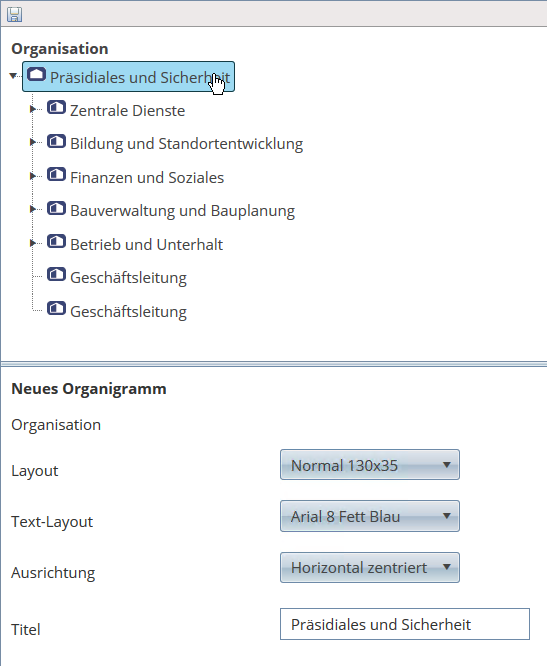 Organisation
Präsidiales und Sicherheit
Zentrale Dienste
Bildung und Standortentwicklung
Finanzen und Soziales
Bauverwaltung und Bauplanung
Betrieb und Unterhalt
Geschäftsleitung
Geschäftsleitung
Neues Organigramm
Organisation
Layout Normal 130x35
Text-Layout Arial 8 Fett Blau
Ausrichtung Horizontal zentriert
Titel Präsidiales und Sicherheit